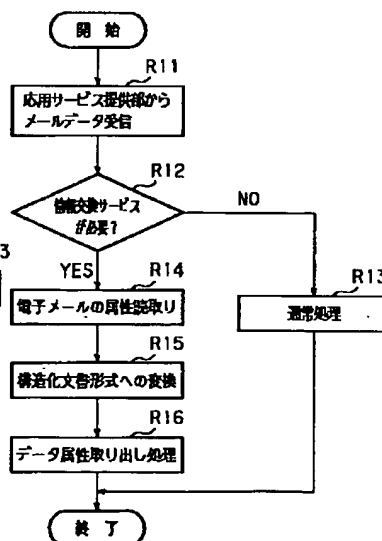 開始
R11
応用サービス提供部から
メールデータ受信
R12
情報交換サービス
が必要?
NO
3
YES
R14
R13
電子メールの属性読取り
通常処理
R15
構造化文書形式への変換
R16
データ属性取り出し処理
終了